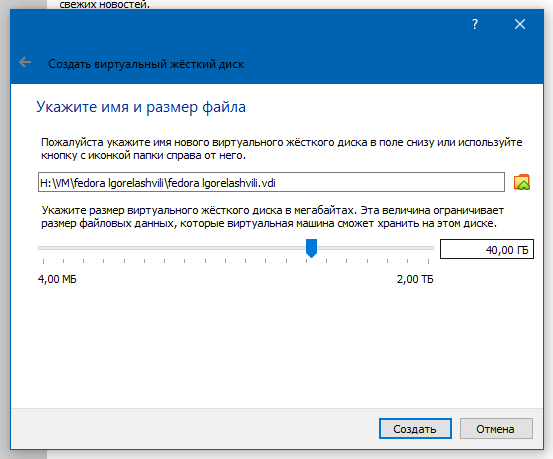 свежих новостей.
?
Создать виртуальный жёсткий диск
Укажите имя и размер файла
Пожалуйста укажите имя нового виртуального жёсткого диска в поле снизу или используйте
кнопку с иконкой папки справа от него.
H:\VM\fedora lgorelashvili\fedora lgorelashvili.vdi
Укажите размер виртуального жёсткого диска в мегабайтах. Эта величина ограничивает
размер файловых данных, которые виртуальная машина сможет хранить на этом диске.
40,00 ГБ
4,00 МБ
2,00 ТБ
Создать
Отмена